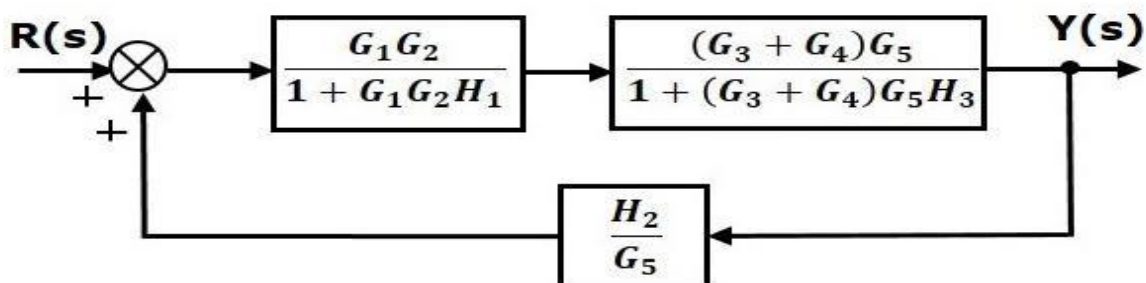 R(s)
+
+
G₁G₂
1 + G₁G₂H₁
(G₃ + G₄)G₅
1 + (G₃ + G₄)G₅H₃
Y(s)
H₂
G₅